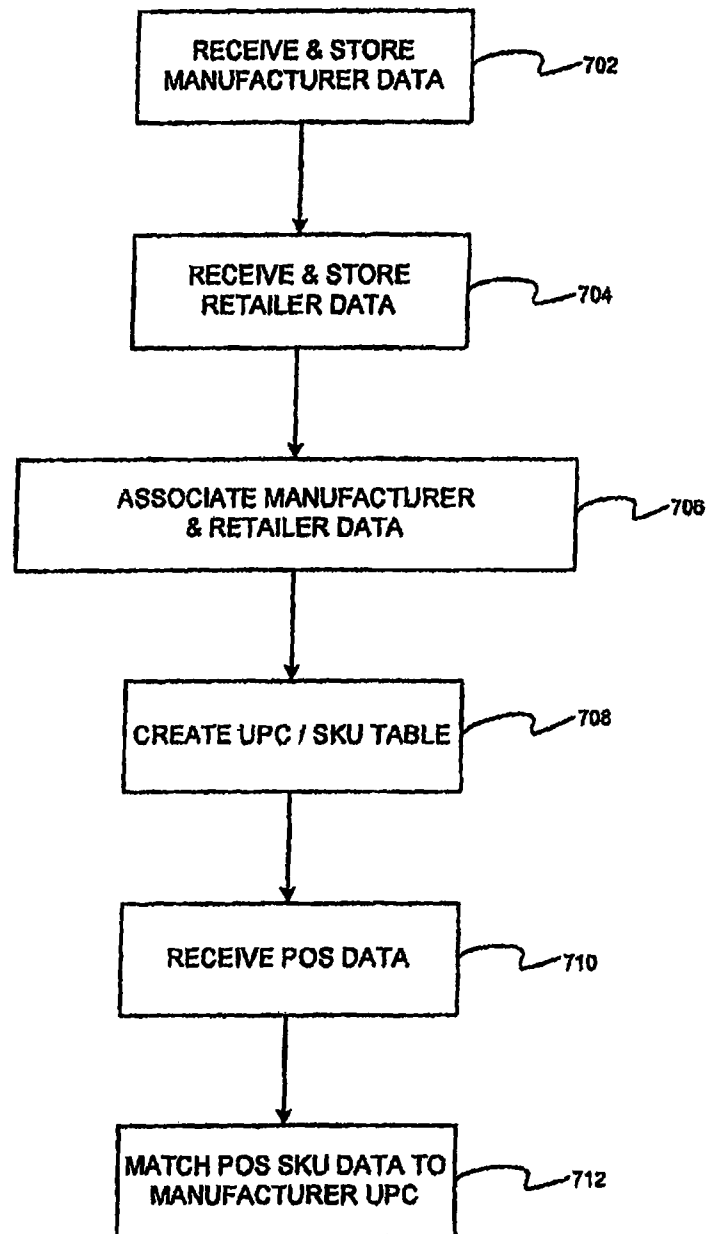 RECEIVE & STORE
MANUFACTURER DATA
702
RECEIVE & STORE
RETAILER DATA
704
ASSOCIATE MANUFACTURER
& RETAILER DATA
706
CREATE UPC / SKU TABLE
708
RECEIVE POS DATA
710
MATCH POS SKU DATA TO
MANUFACTURER UPC
712